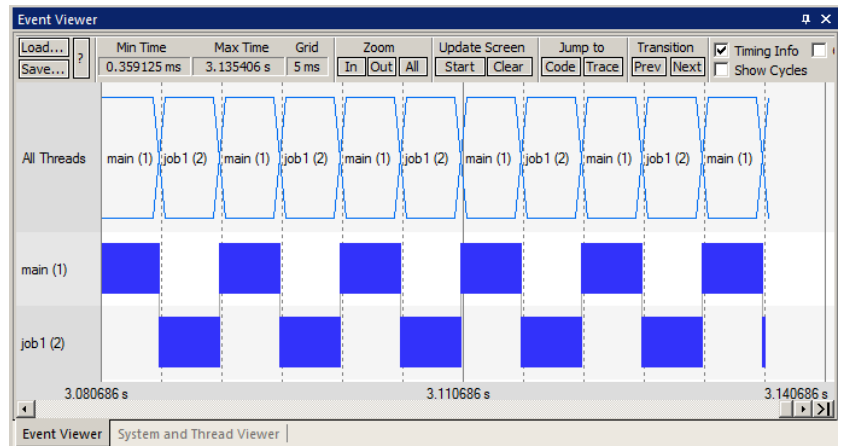 Event Viewer
Load... ? Min Time Max Time Grid Zoom Update Screen Jump to Transition Timing Info
Save... 0.359125 ms 3.135406 s 5 ms In Out All Start Clear Code Trace Prev Next Show Cycles
All Threads main (1) job1 (2) main (1) job1 (2) main (1) job1 (2) main (1) job1 (2) main (1) job1 (2) main (1)
main (1)
job1 (2)
3.080686 s 3.110686 s 3.140686 s
Event Viewer System and Thread Viewer